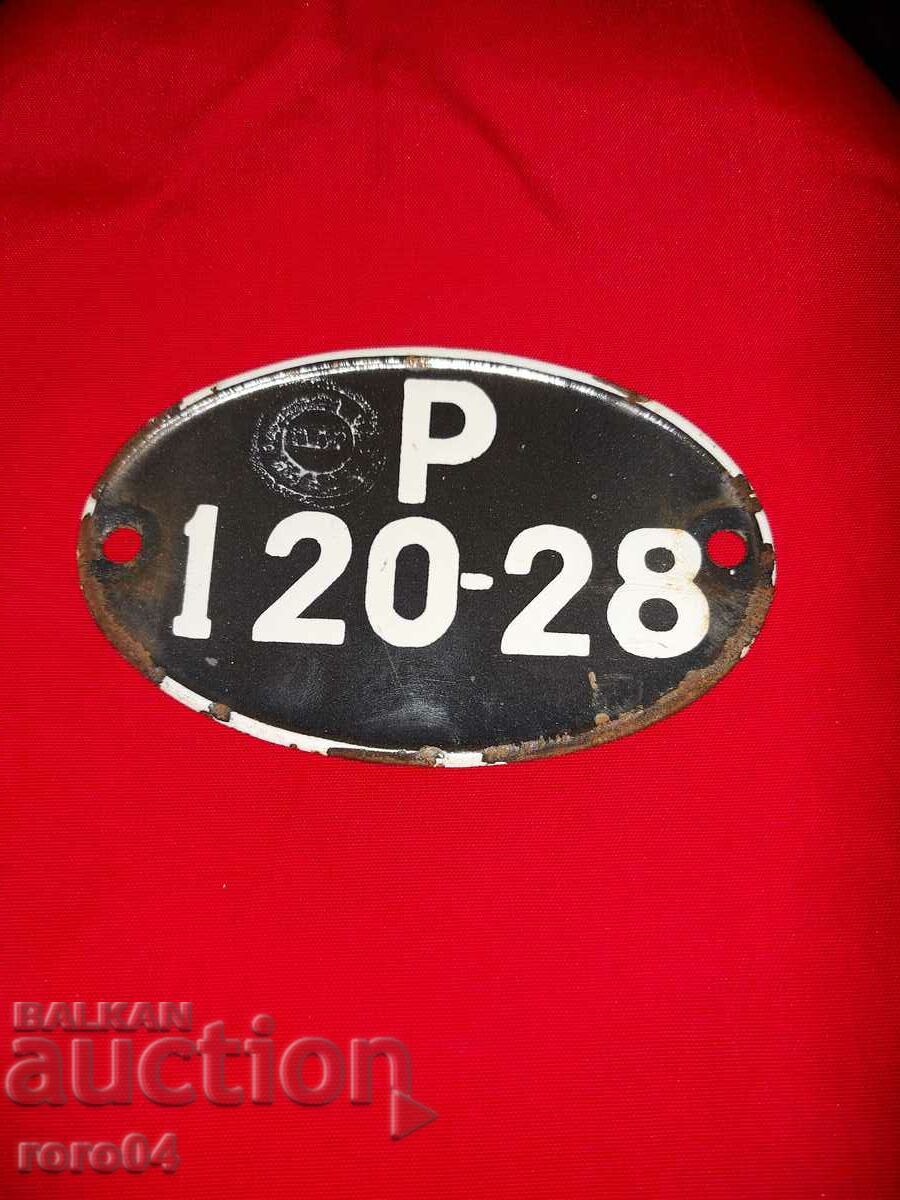 P
120-28
BALKAN
auction
roro04